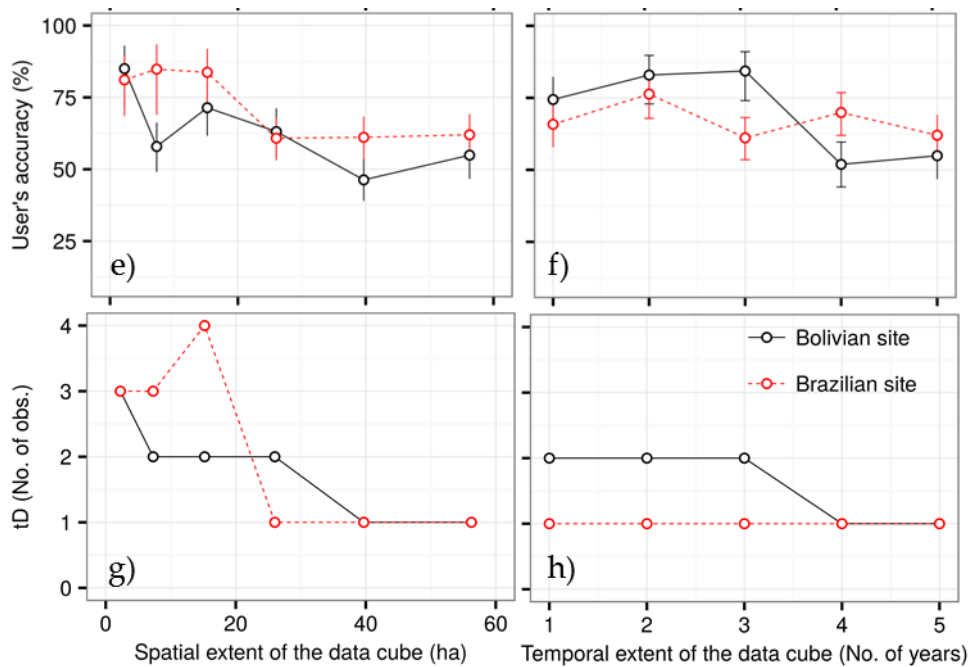 User's accuracy (%)
100
75
50
25
e)
f)
tD (No. of obs.)
4
3
2
1
0
g)
h)
Bolivian site
Brazilian site
0
20
40
60
1
2
3
4
5
Spatial extent of the data cube (ha)
Temporal extent of the data cube (No. of years)